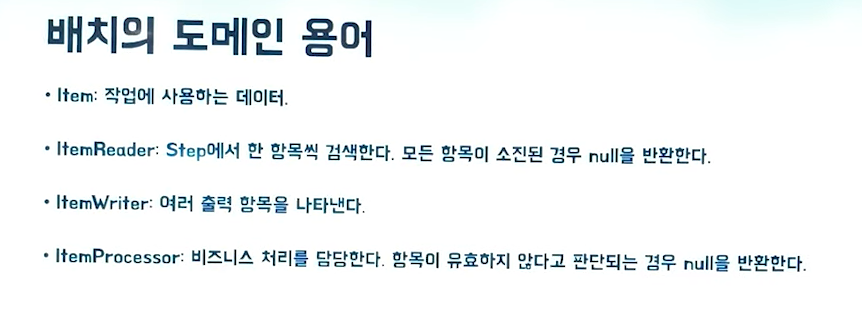 배치의 도메인 용어
• Item: 작업에 사용하는 데이터.
• ItemReader: Step에서 한 항목씩 검색한다. 모든 항목이 소진된 경우 null을 반환한다.
• ItemWriter: 여러 출력 항목을 나타낸다.
• ItemProcessor: 비즈니스 처리를 담당한다. 항목이 유효하지 않다고 판단되는 경우 null을 반환한다.